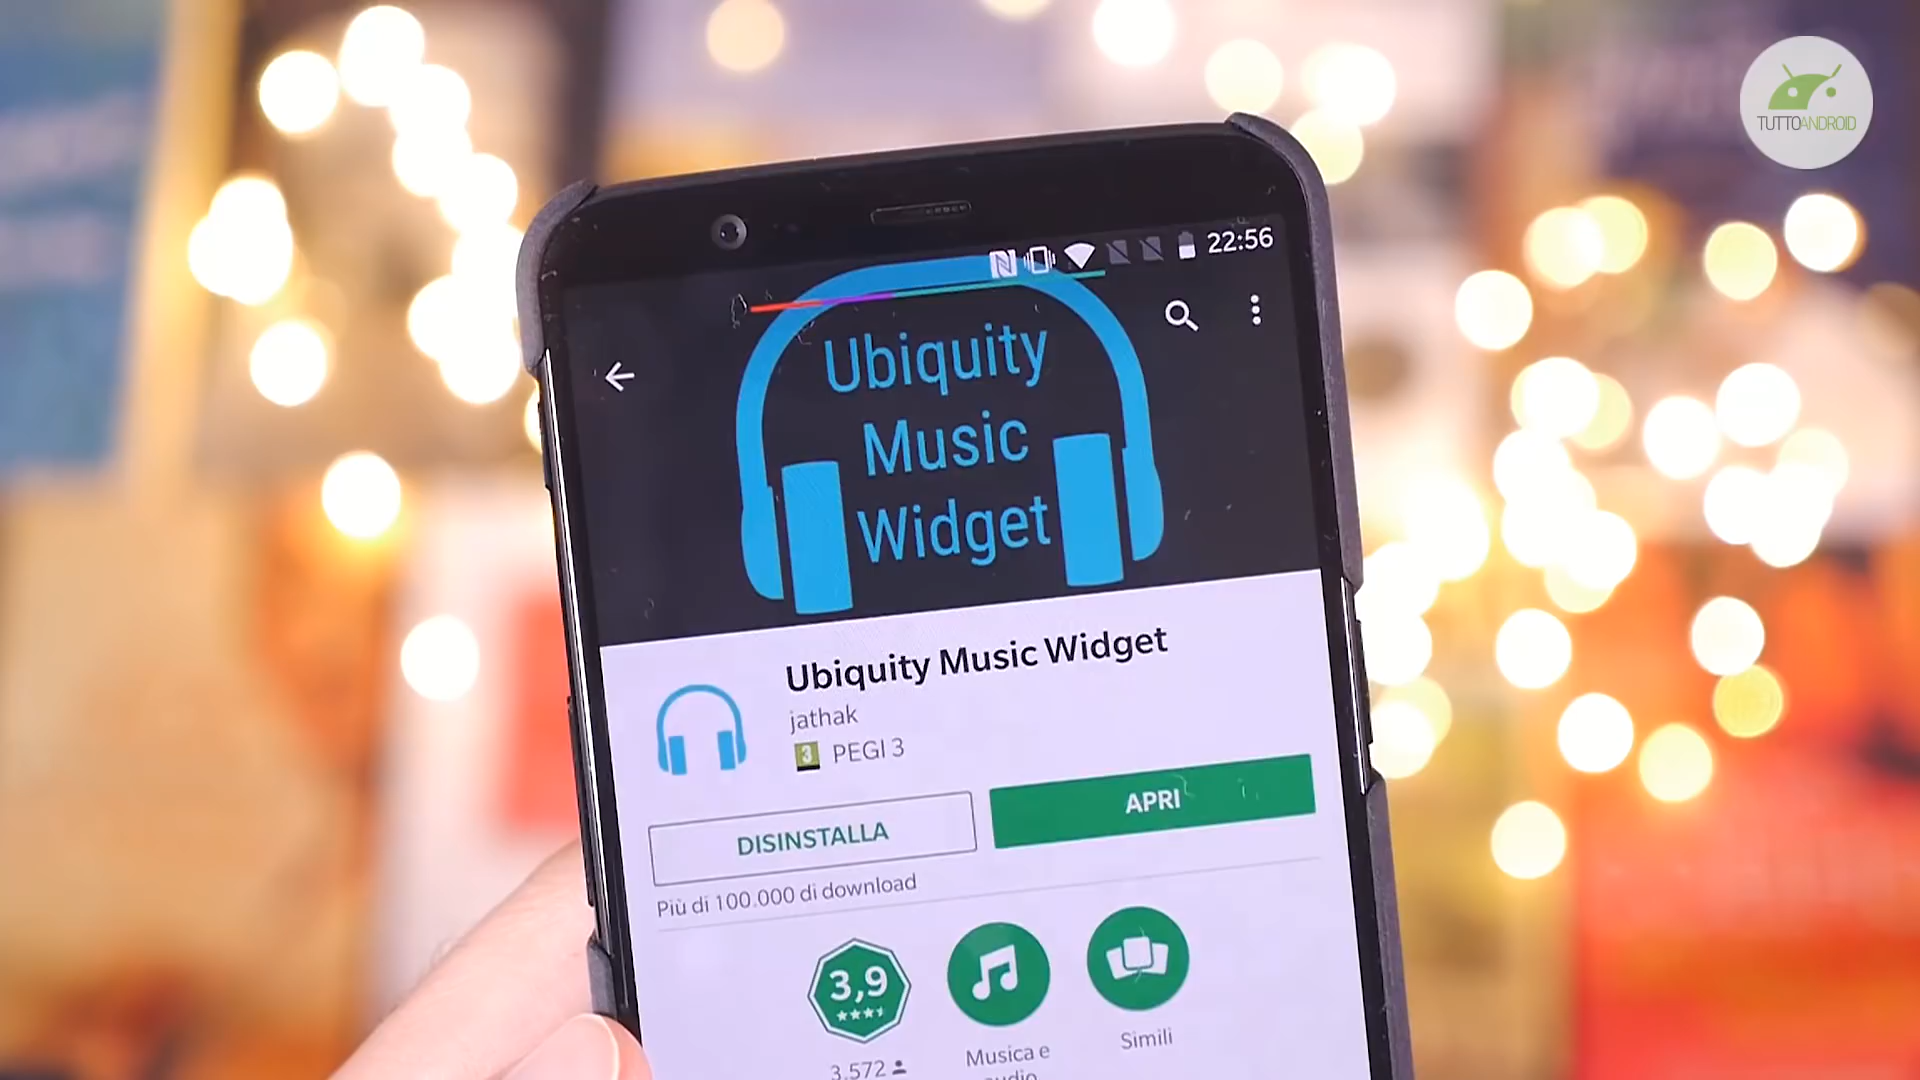 TUTTOANDROID
22:56
Ubiquity
Music
Widget
Ubiquity Music Widget
jathak
3 PEGI 3
DISINSTALLA
APRI
Più di 100.000 di download
3,9
3.572
Musica e
audio
Simili